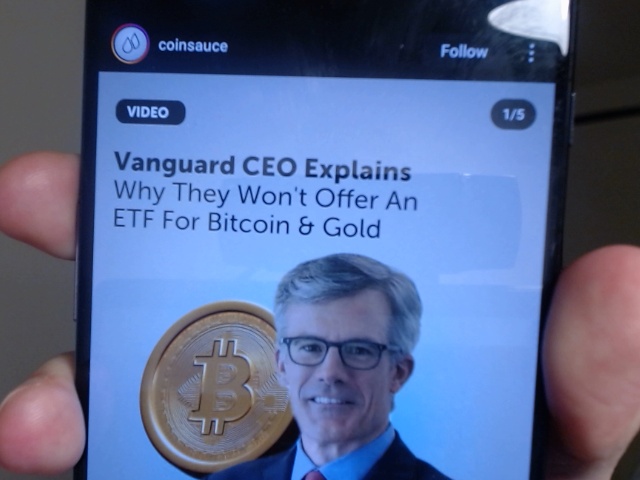 coinsauce
Follow
VIDEO
1/5
Vanguard CEO Explains
Why They Won't Offer An
ETF For Bitcoin & Gold